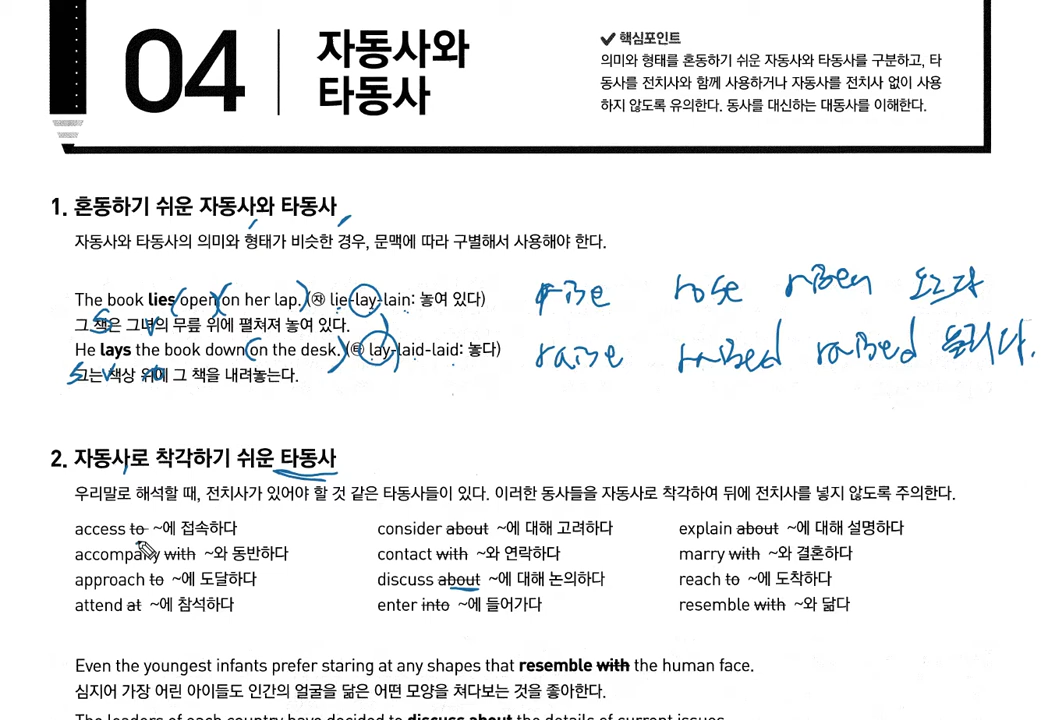 04
자동사와
타동사
핵심포인트
의미와 형태를 혼동하기 쉬운 자동사와 타동사를 구분하고, 타
동사를 전치사와 함께 사용하거나 자동사를 전치사 없이 사용
하지 않도록 유의한다. 동사를 대신하는 대동사를 이해한다.
1. 혼동하기 쉬운 자동사와 타동사
자동사와 타동사의 의미와 형태가 비슷한 경우, 문맥에 따라 구별해서 사용해야 한다.
The book lies open on her lap. (㉂ lie-lay-lain: 놓여 있다)
rise rose risen 오르다
S V
그 책은 그녀의 무릎 위에 펼쳐져 놓여 있다.
He lays the book down on the desk. (㉣ lay-laid-laid: 놓다)
raise raised raised 올리다.
S V O
그는 책상 위에 그 책을 내려놓는다.
2. 자동사로 착각하기 쉬운 타동사
우리말로 해석할 때, 전치사가 있어야 할 것 같은 타동사들이 있다. 이러한 동사들을 자동사로 착각하여 뒤에 전치사를 넣지 않도록 주의한다.
access to ~에 접속하다 consider about ~에 대해 고려하다 explain about ~에 대해 설명하다
accompany with ~와 동반하다 contact with ~와 연락하다 marry with ~와 결혼하다
approach to ~에 도달하다 discuss about ~에 대해 논의하다 reach to ~에 도착하다
attend at ~에 참석하다 enter into ~에 들어가다 resemble with ~와 닮다
Even the youngest infants prefer staring at any shapes that resemble with the human face.
심지어 가장 어린 아이들도 인간의 얼굴을 닮은 어떤 모양을 쳐다보는 것을 좋아한다.
The leaders of each country have decided to discuss about the details of current issues.